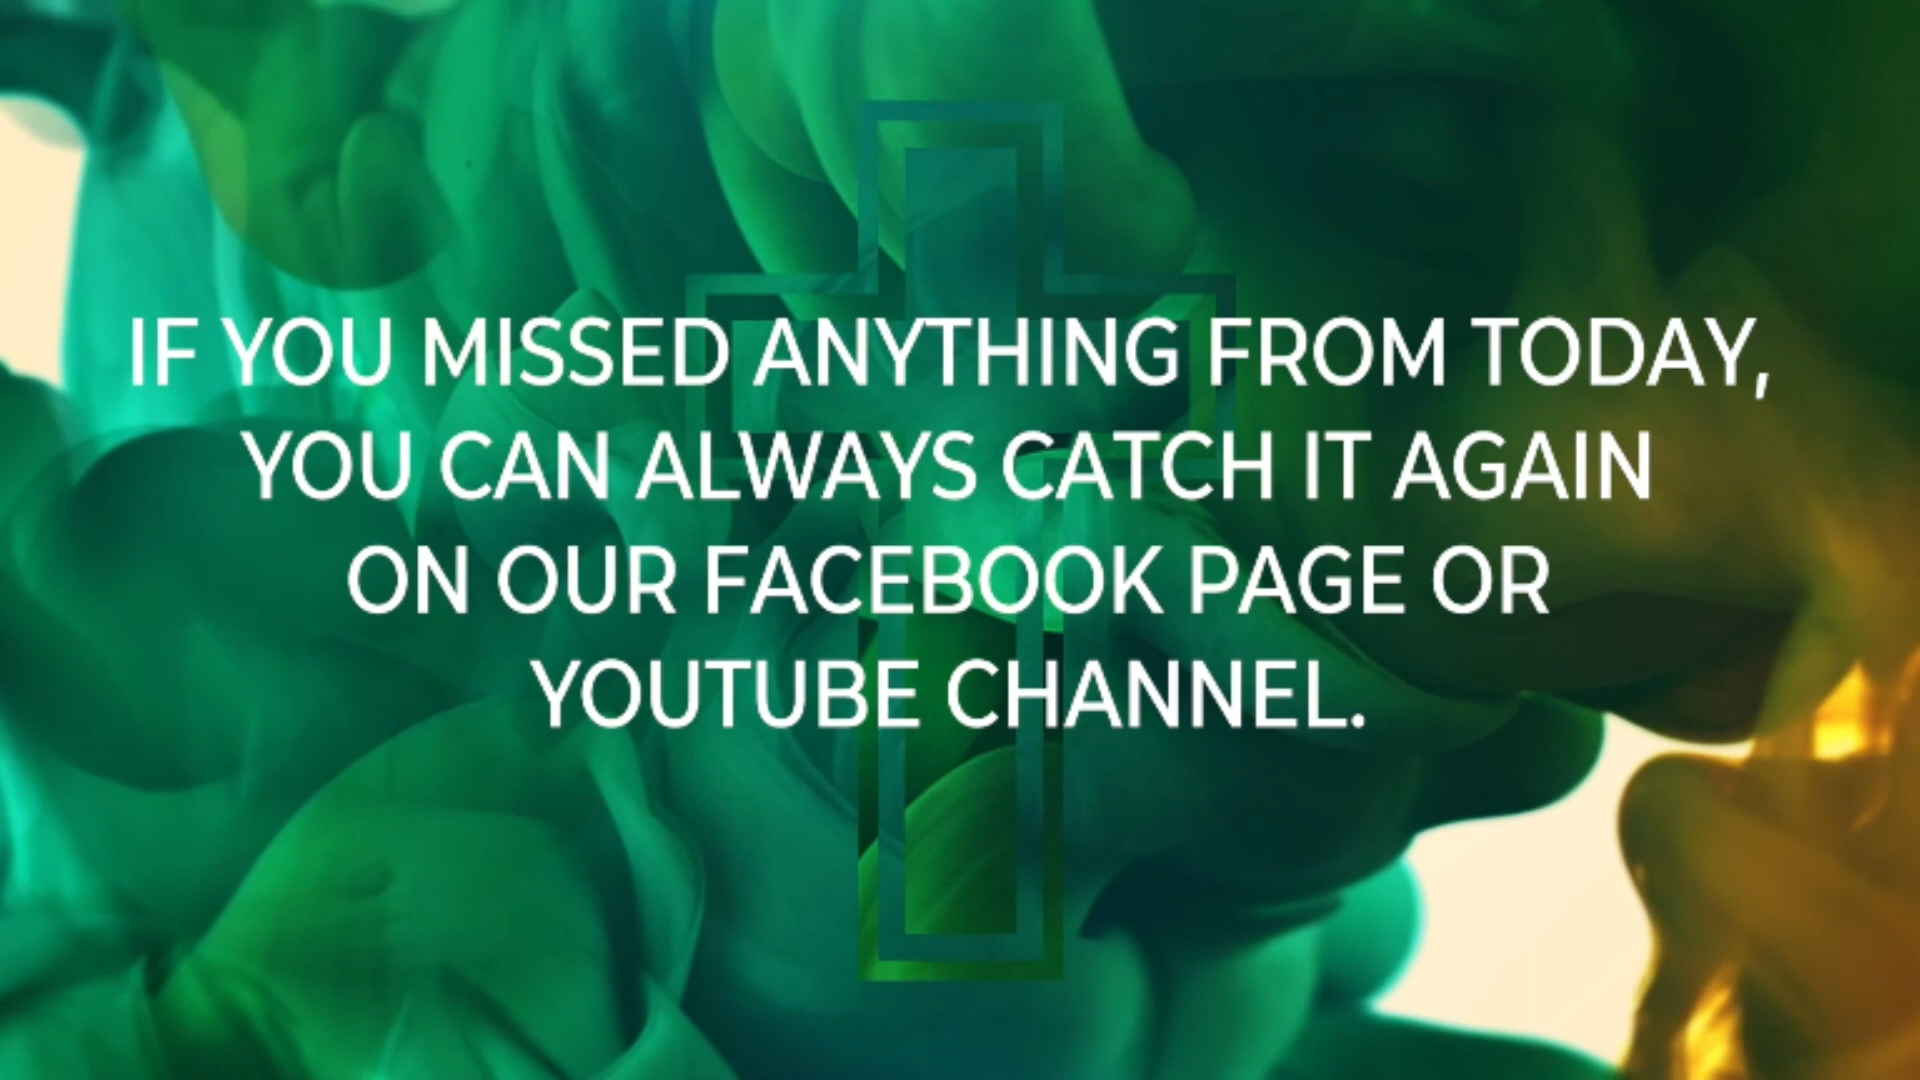 IF YOU MISSED ANYTHING FROM TODAY,
YOU CAN ALWAYS CATCH IT AGAIN
ON OUR FACEBOOK PAGE OR
YOUTUBE CHANNEL.